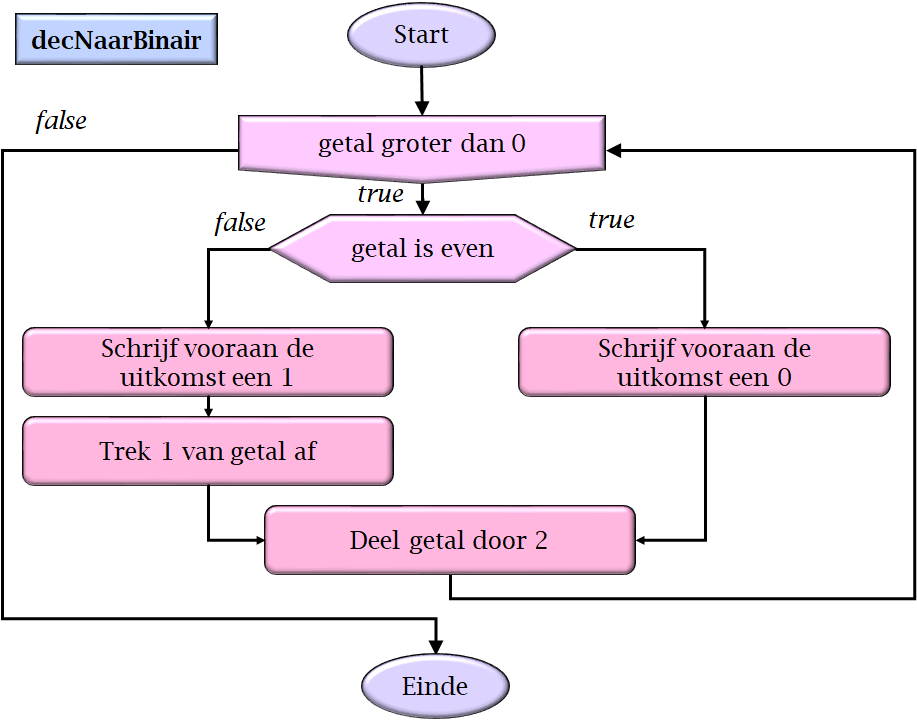 decNaarBinair
Start
false
getal groter dan 0
true
false
true
getal is even
Schrijf vooraan de
uitkomst een 1
Schrijf vooraan de
uitkomst een 0
Trek 1 van getal af
Deel getal door 2
Einde